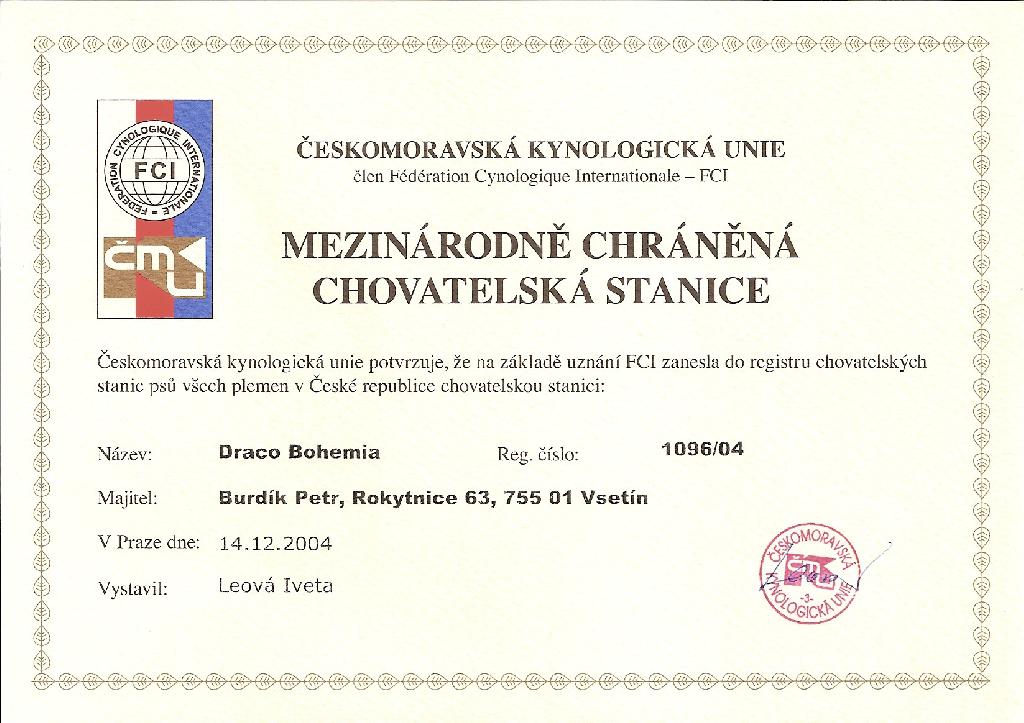 FEDERATION CYNOLOGIQUE INTERNATIONALE
FCI
ČMKU
ČESKOMORAVSKÁ KYNOLOGICKÁ UNIE
člen Fédération Cynologique Internationale – FCI
MEZINÁRODNĚ CHRÁNĚNÁ
CHOVATELSKÁ STANICE
Českomoravská kynologická unie potvrzuje, že na základě uznání FCI zanesla do registru chovatelských
stanic psů všech plemen v České republice chovatelskou stanici:
Název: Draco Bohemia Reg. číslo: 1096/04
Majitel: Burdík Petr, Rokytnice 63, 755 01 Vsetín
V Praze dne: 14.12.2004
Vystavil: Leová Iveta
ČESKOMORAVSKÁ
KYNOLOGICKÁ UNIE
-3-